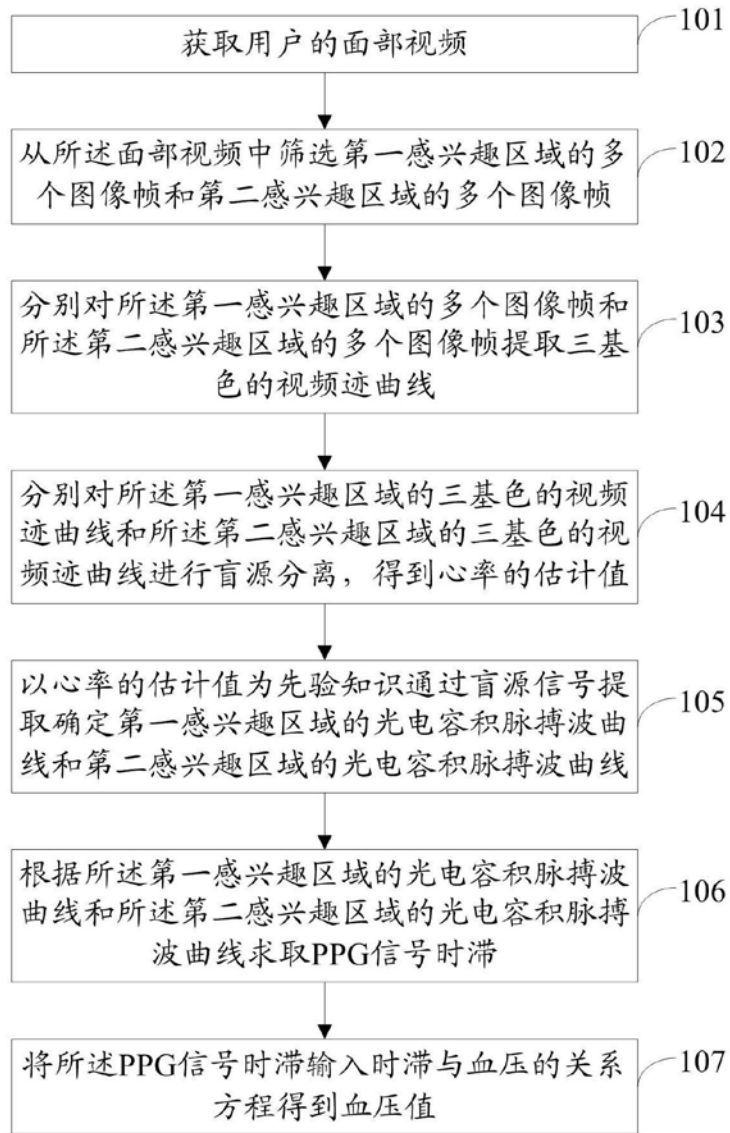 获取用户的面部视频
101
从所述面部视频中筛选第一感兴趣区域的多
个图像帧和第二感兴趣区域的多个图像帧
102
分别对所述第一感兴趣区域的多个图像帧和
所述第二感兴趣区域的多个图像帧提取三基
色的视频迹曲线
103
分别对所述第一感兴趣区域的三基色的视频
迹曲线和所述第二感兴趣区域的三基色的视
频迹曲线进行盲源分离，得到心率的估计值
104
以心率的估计值为先验知识通过盲源信号提
取确定第一感兴趣区域的光电容积脉搏波曲
线和第二感兴趣区域的光电容积脉搏波曲线
105
根据所述第一感兴趣区域的光电容积脉搏波
曲线和所述第二感兴趣区域的光电容积脉搏
波曲线求取PPG信号时滞
106
将所述PPG信号时滞输入时滞与血压的关系
方程得到血压值
107